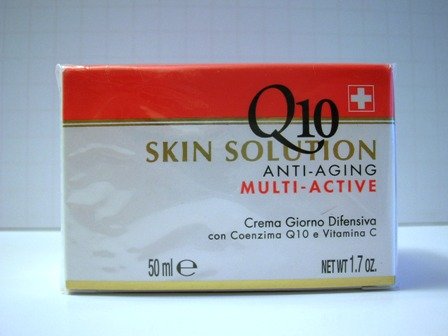 Q10
SKIN SOLUTION
ANTI-AGING
MULTI-ACTIVE
Crema Giorno Difensiva
con Coenzima Q10 e Vitamina C
50 ml ℮
NET WT 1.7 OZ.